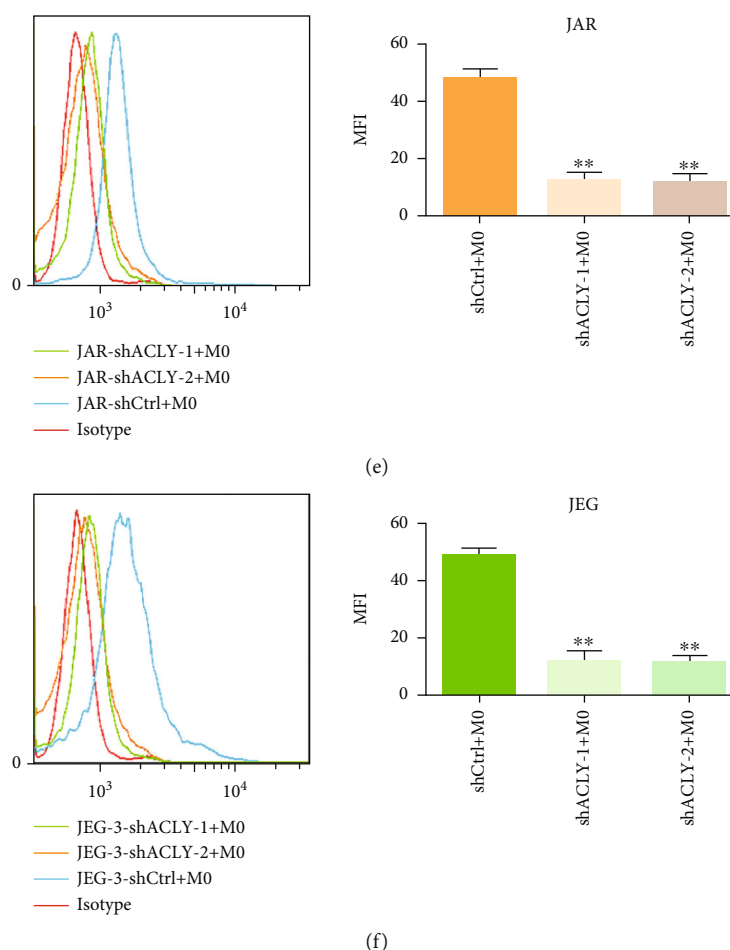 JAR
60
40
20
0
MFI
**
**
shCtrl+M0
shACLY-1+M0
shACLY-2+M0
0
10³
10⁴
JAR-shACLY-1+M0
JAR-shACLY-2+M0
JAR-shCtrl+M0
Isotype
(e)
JEG
60
40
20
0
MFI
**
**
shCtrl+M0
shACLY-1+M0
shACLY-2+M0
0
10³
10⁴
JEG-3-shACLY-1+M0
JEG-3-shACLY-2+M0
JEG-3-shCtrl+M0
Isotype
(f)